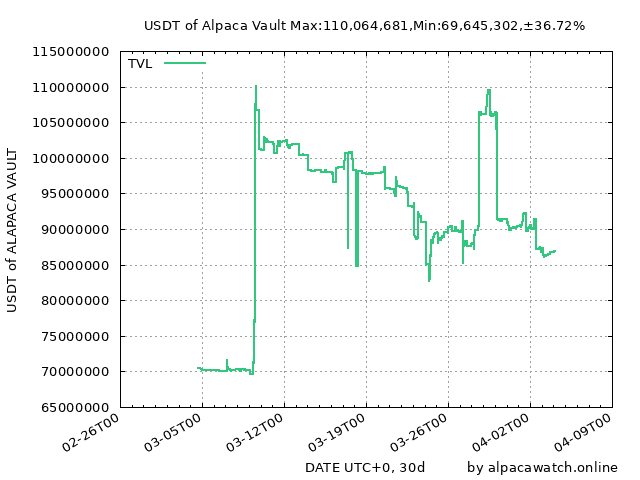 USDT of Alpaca Vault Max:110,064,681,Min:69,645,302,±36.72%
TVL
USDT of ALAPACA VAULT
115000000
110000000
105000000
100000000
95000000
90000000
85000000
80000000
75000000
70000000
65000000
02-26T00
03-05T00
03-12T00
03-19T00
03-26T00
04-02T00
04-09T00
DATE UTC+0, 30d
by alpacawatch.online